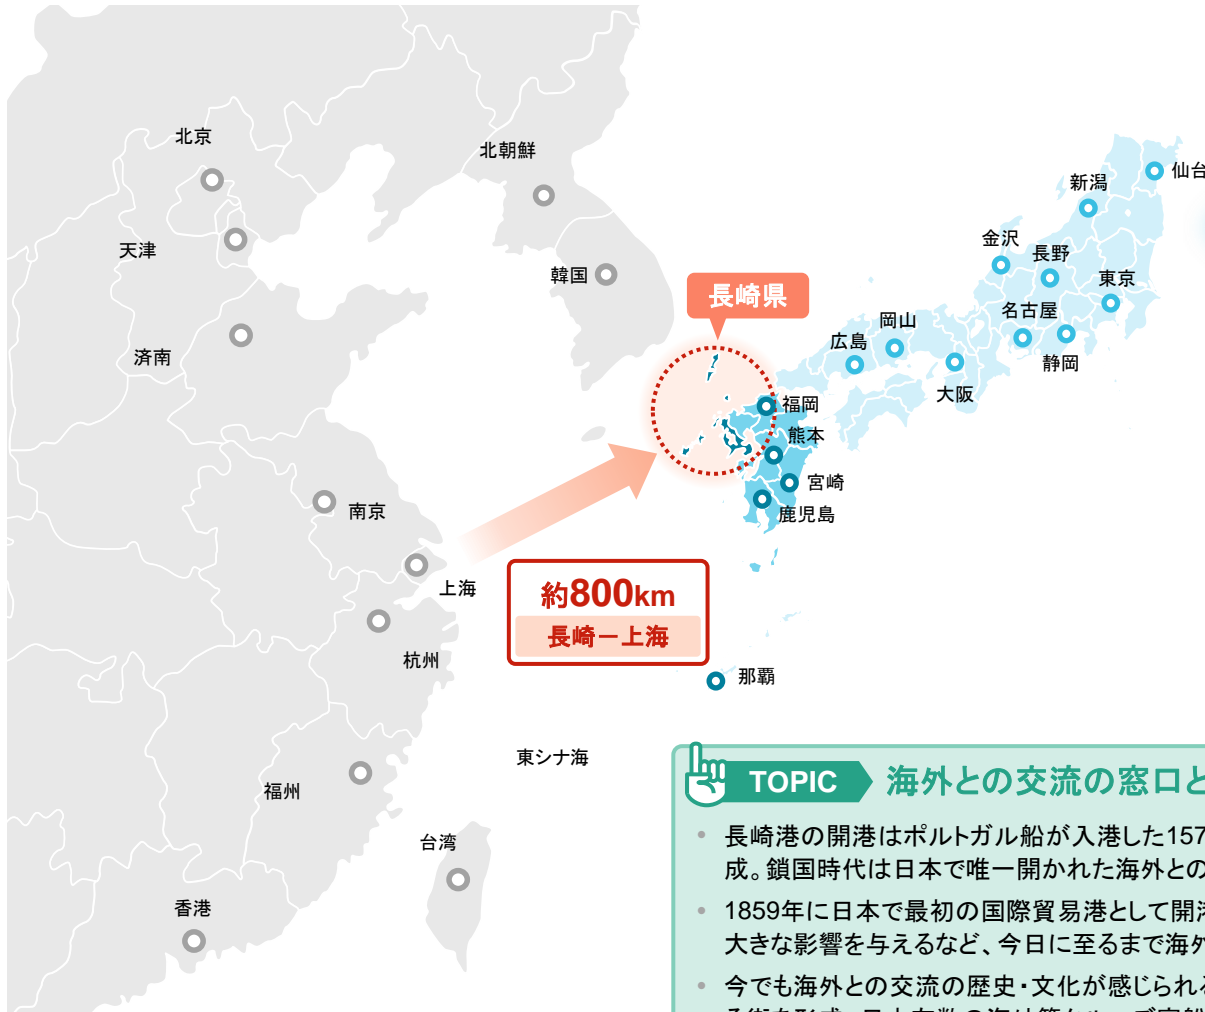 北京
北朝鮮
仙台
新潟
金沢
長野
天津
東京
韓国
長崎県
名古屋
岡山
広島
済南
静岡
大阪
福岡
熊本
宮崎
南京
鹿児島
上海
約800km
長崎－上海
杭州
那覇
東シナ海
TOPIC 海外との交流の窓口と
福州
台湾
香港
• 長崎港の開港はポルトガル船が入港した157
成。鎖国時代は日本で唯一開かれた海外との
• 1859年に日本で最初の国際貿易港として開港
大きな影響を与えるなど、今日に至るまで海外
• 今でも海外との交流の歴史・文化が感じられる